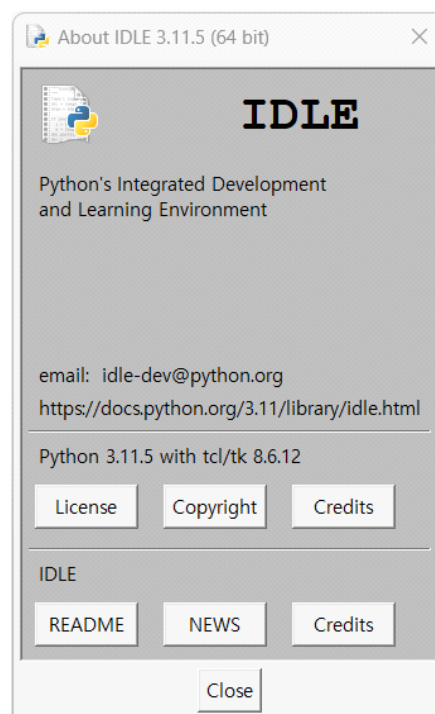 About IDLE 3.11.5 (64 bit)
IDLE
Python's Integrated Development
and Learning Environment
email: idle-dev@python.org
https://docs.python.org/3.11/library/idle.html
Python 3.11.5 with tcl/tk 8.6.12
License Copyright Credits
IDLE
README NEWS Credits
Close